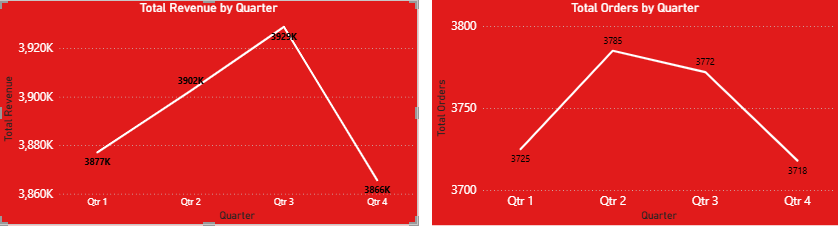 Total Revenue by Quarter
3,920K
3,900K
3,880K
3,860K
Total Revenue
3877K
3902K
3929K
3866K
Qtr 1 Qtr 2 Qtr 3 Qtr 4
Quarter
Total Orders by Quarter
3800
3750
3700
Total Orders
3725
3785
3772
3718
Qtr 1 Qtr 2 Qtr 3 Qtr 4
Quarter